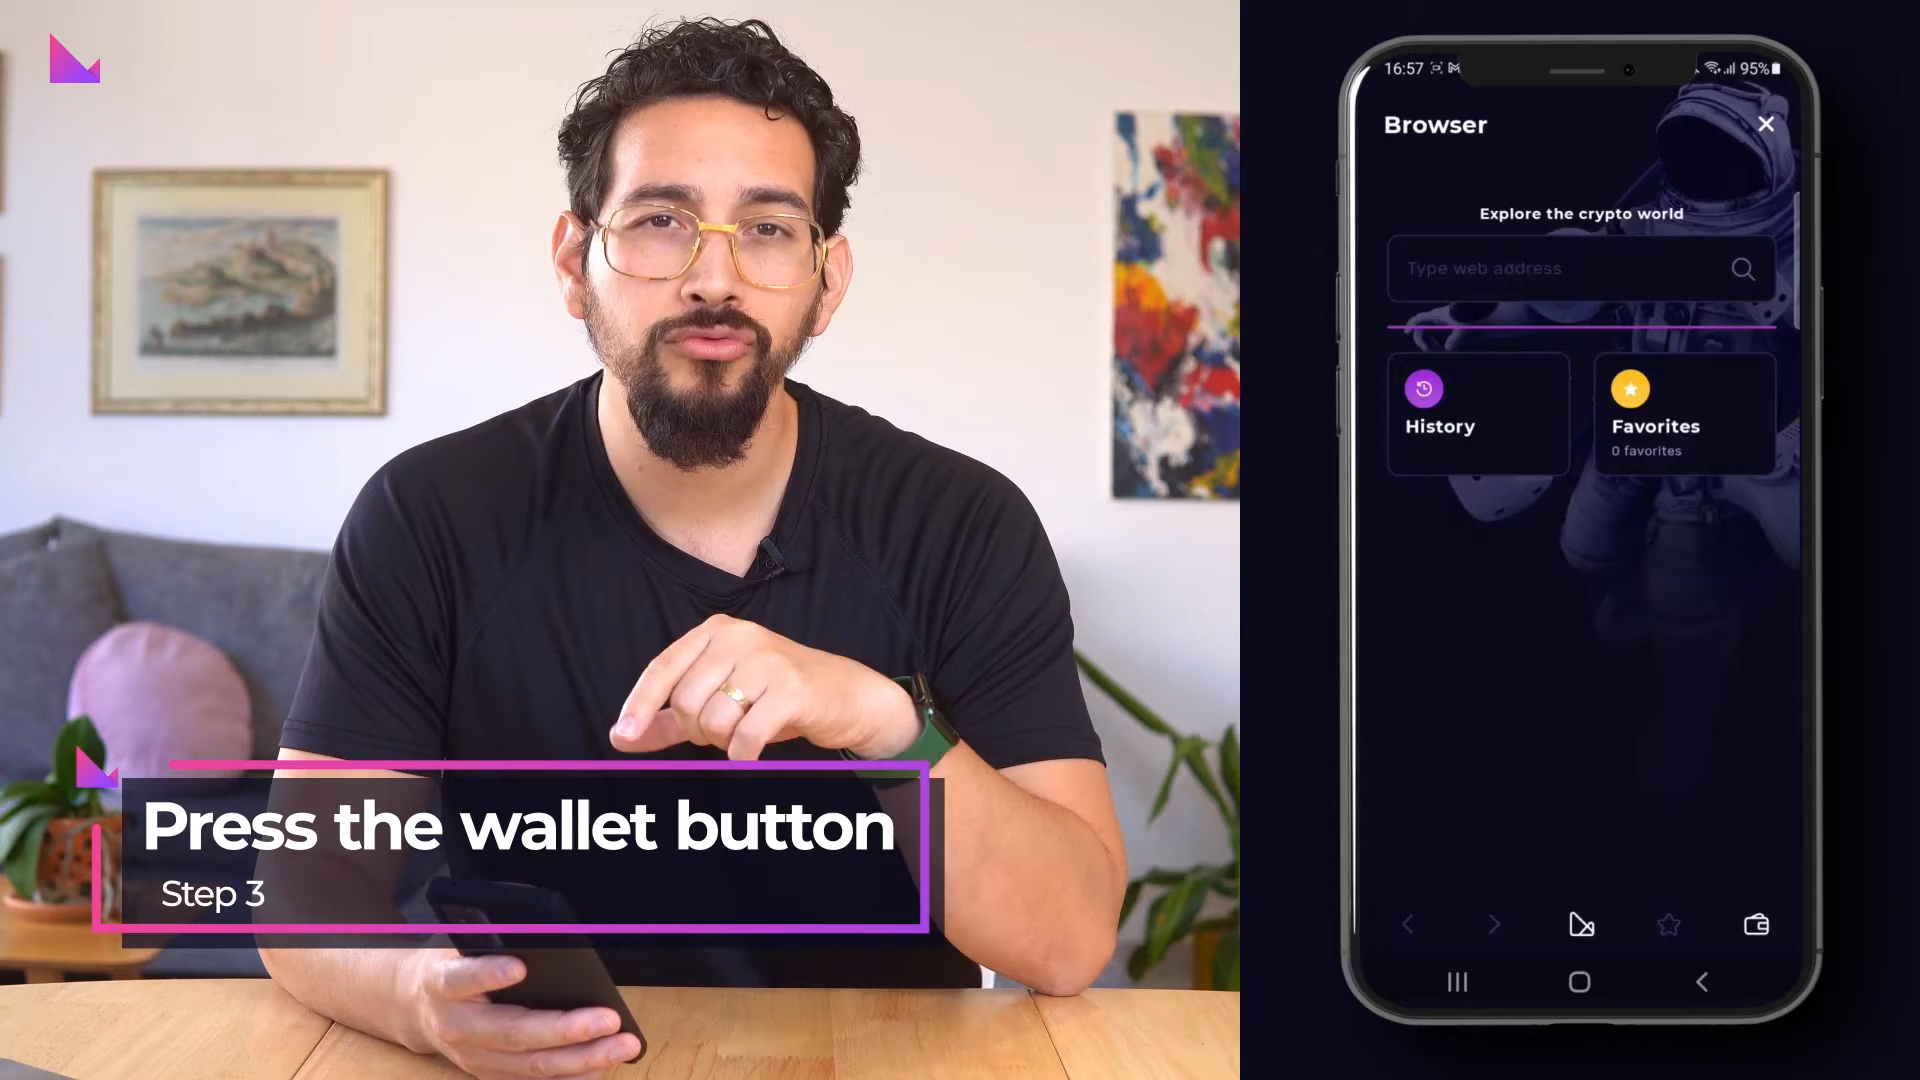 Press the wallet button
Step 3
16:57
95%
Browser
Explore the crypto world
Type web address
History
Favorites
0 favorites